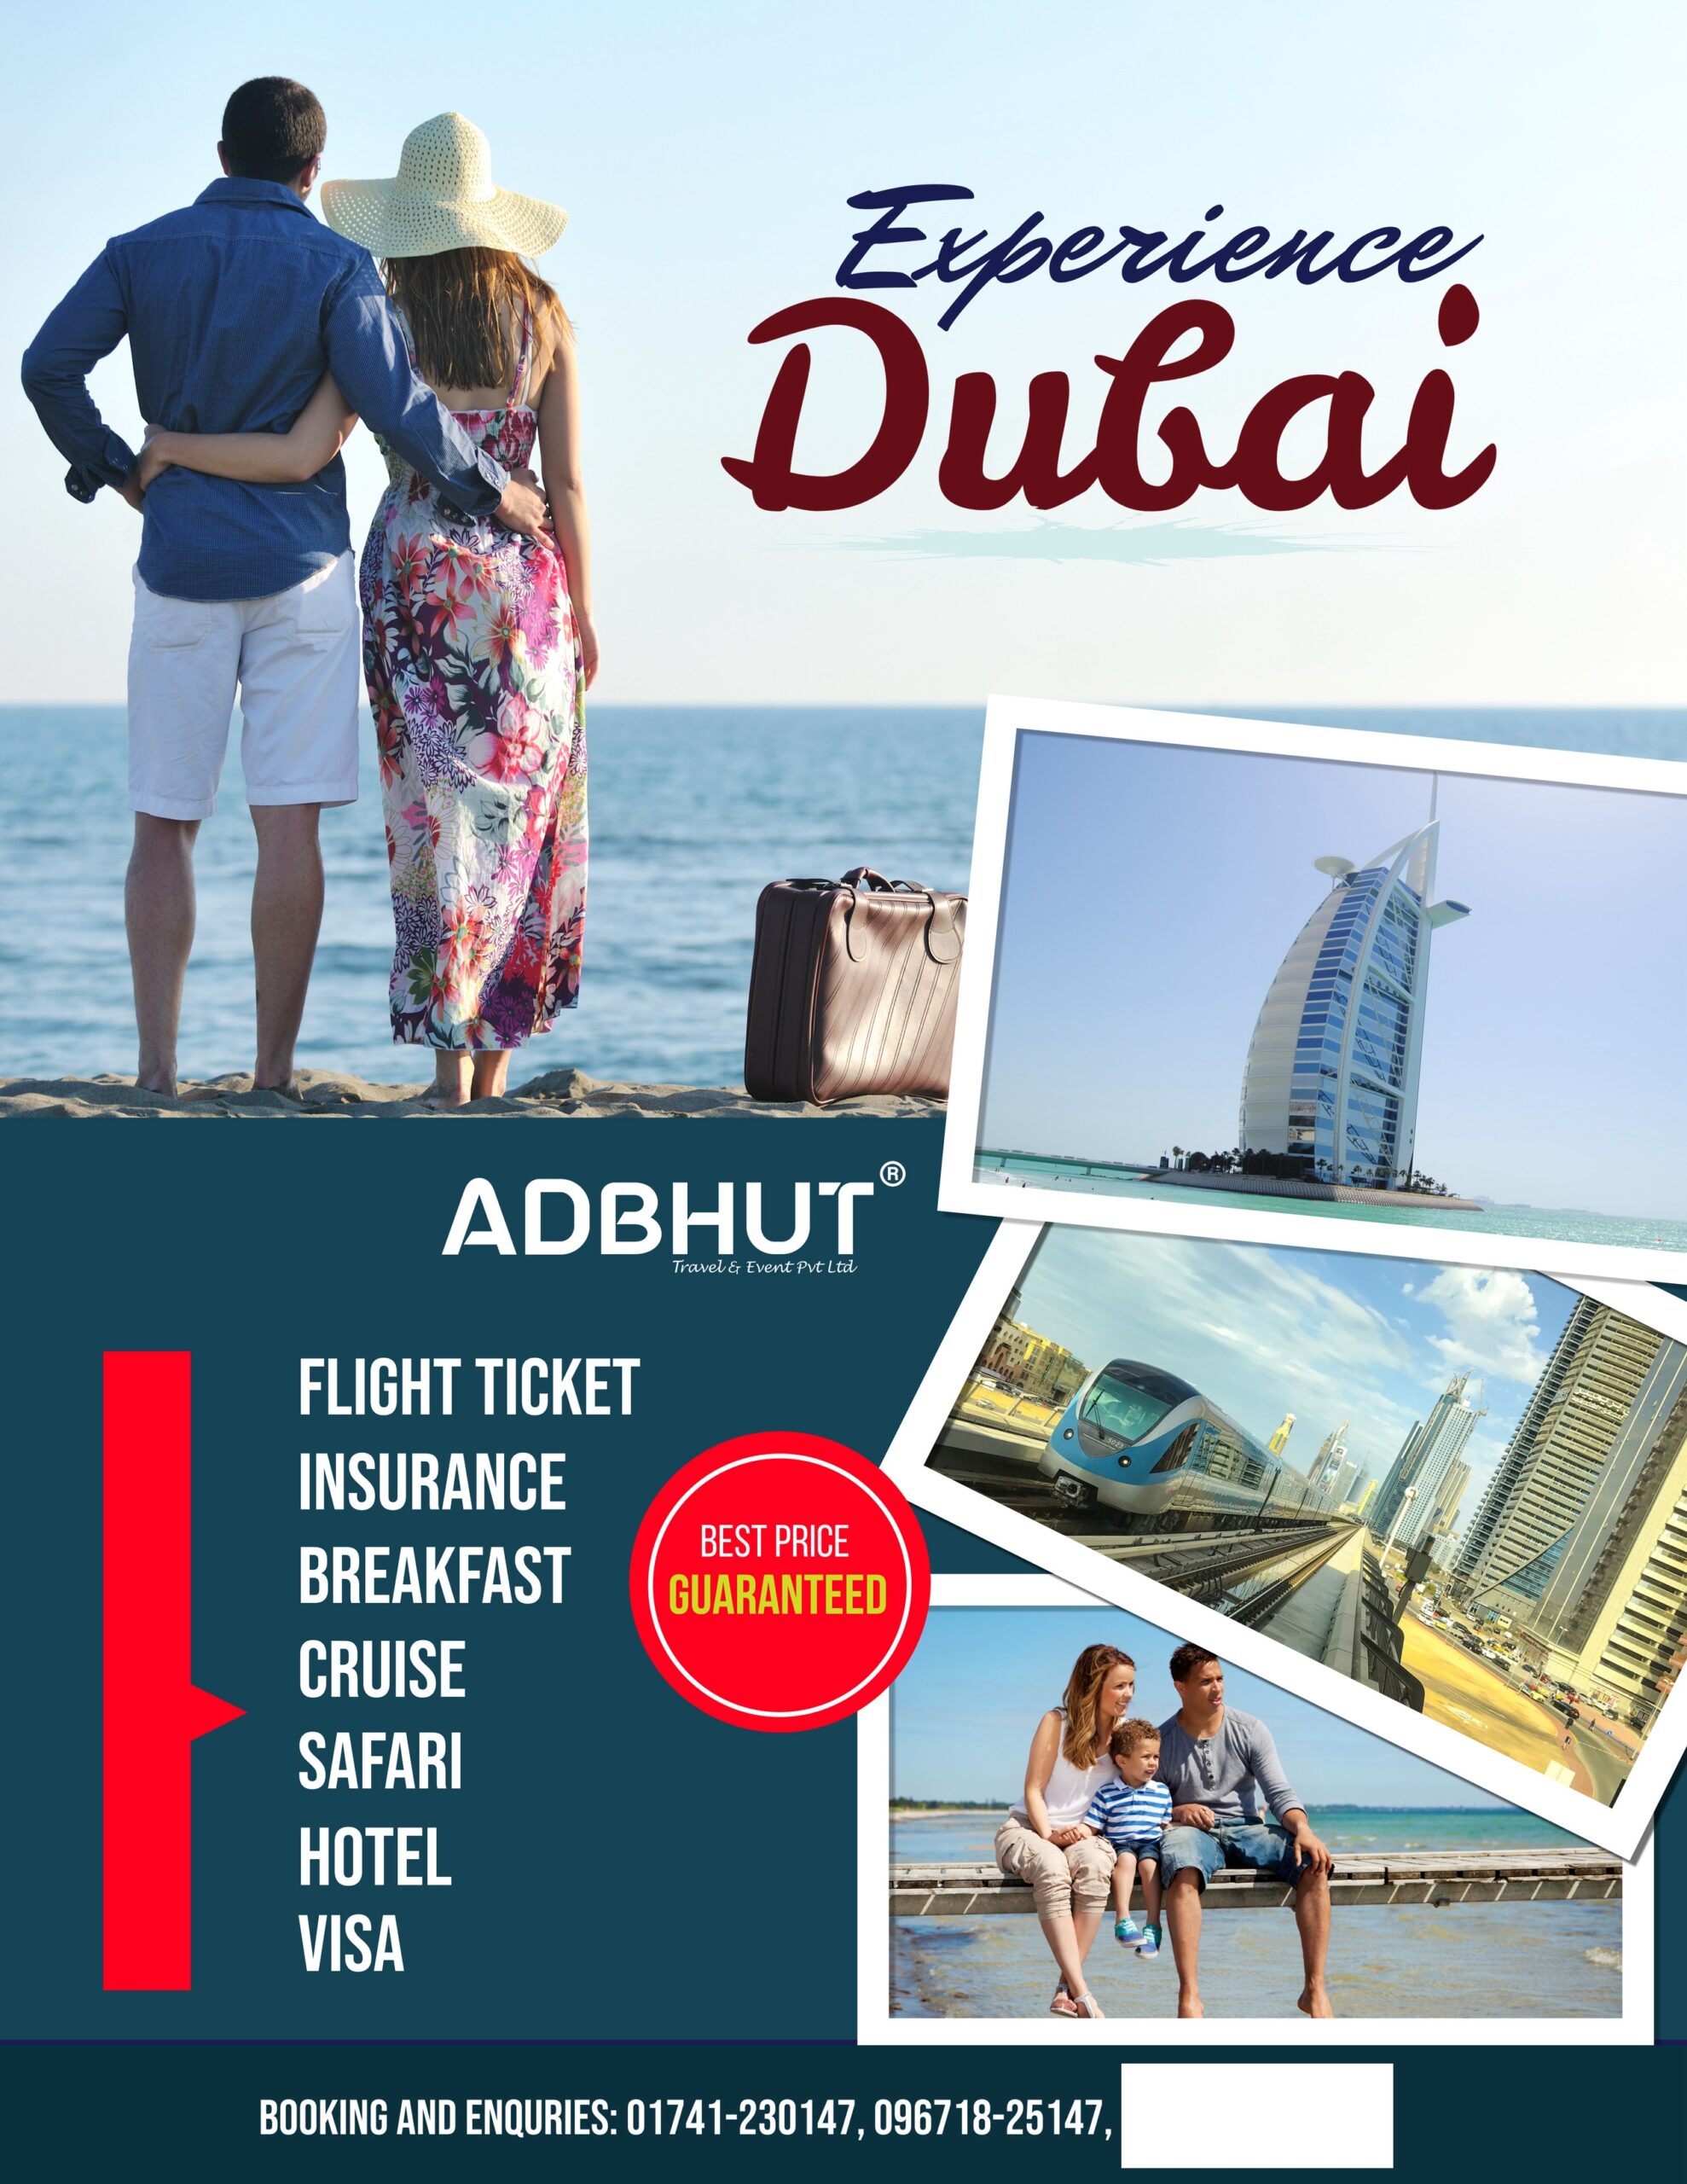 Experience
Dubai
ADBHUT®
Travel & Event Pvt Ltd
FLIGHT TICKET
INSURANCE
BREAKFAST
CRUISE
SAFARI
HOTEL
VISA
BEST PRICE
GUARANTEED
5025
BOOKING AND ENQURIES: 01741-230147, 096718-25147,